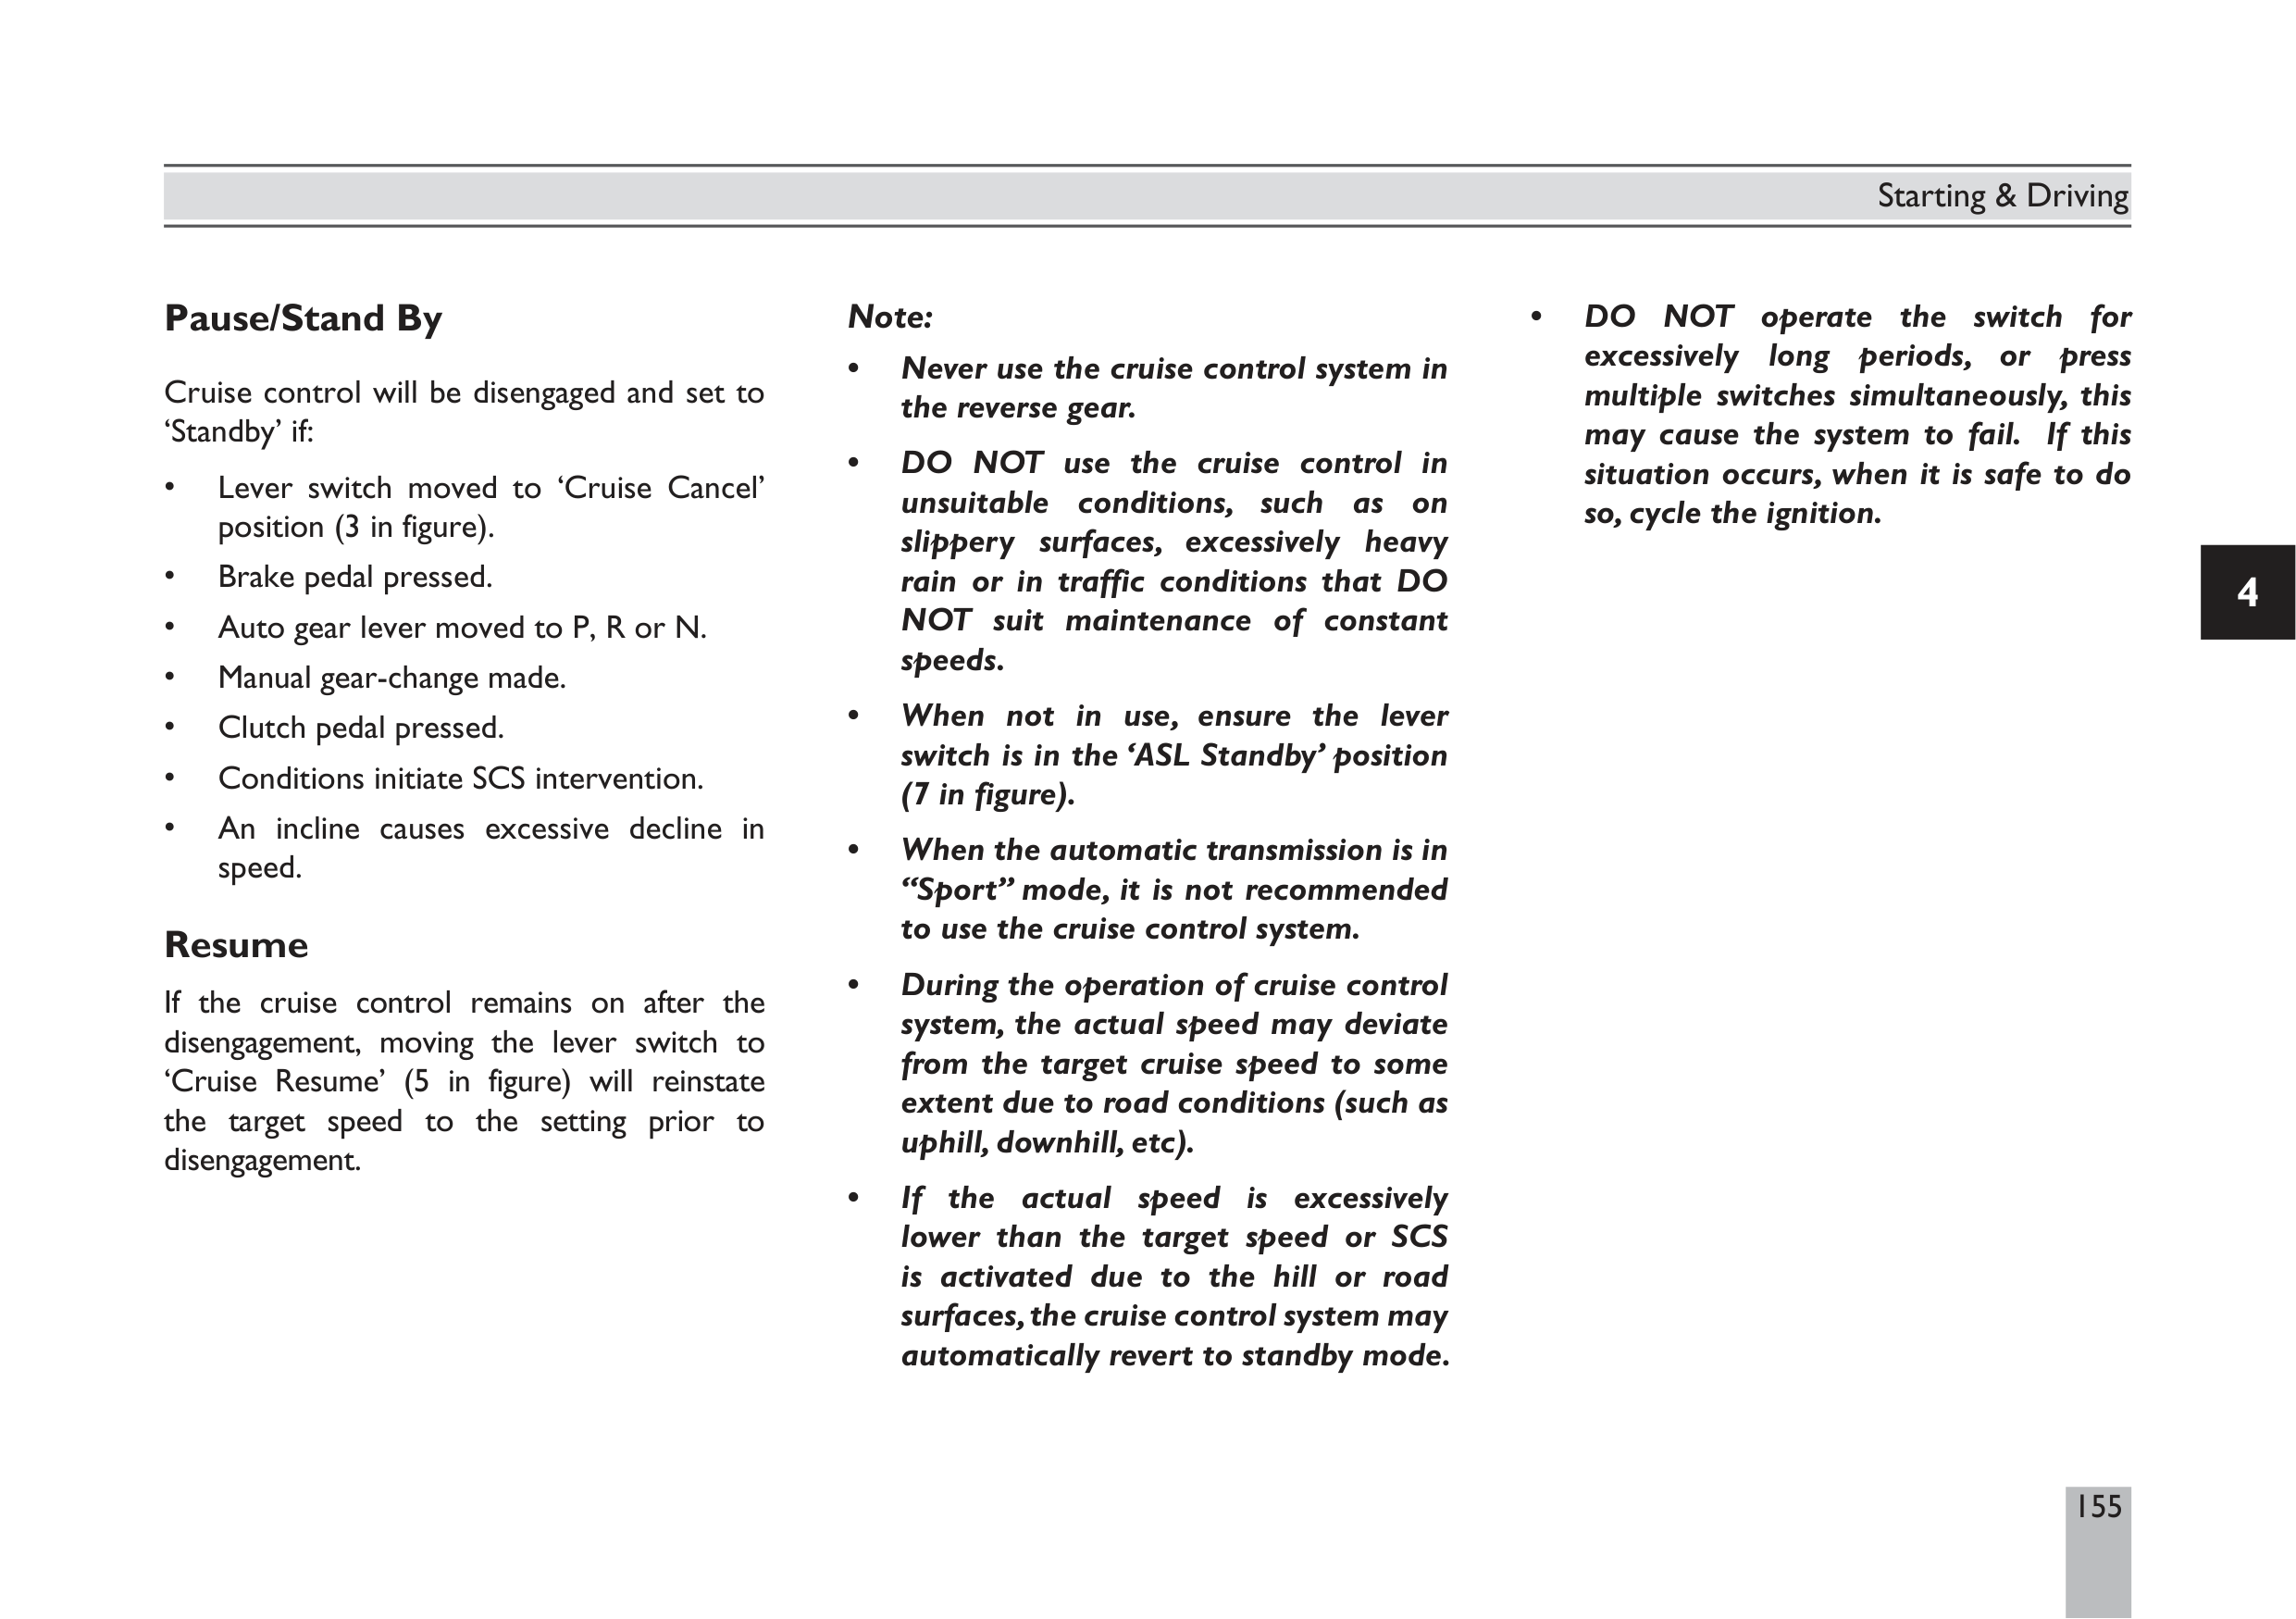 Starting & Driving
Pause/Stand By
Cruise control will be disengaged and set to
‘Standby’ if:
• Lever switch moved to ‘Cruise Cancel’
position (3 in figure).
• Brake pedal pressed.
• Auto gear lever moved to P, R or N.
• Manual gear-change made.
• Clutch pedal pressed.
• Conditions initiate SCS intervention.
• An incline causes excessive decline in
speed.
Resume
If the cruise control remains on after the
disengagement, moving the lever switch to
‘Cruise Resume’ (5 in figure) will reinstate
the target speed to the setting prior to
disengagement.
Note:
• Never use the cruise control system in
the reverse gear.
• DO NOT use the cruise control in
unsuitable conditions, such as on
slippery surfaces, excessively heavy
rain or in traffic conditions that DO
NOT suit maintenance of constant
speeds.
• When not in use, ensure the lever
switch is in the ‘ASL Standby’ position
(7 in figure).
• When the automatic transmission is in
“Sport” mode, it is not recommended
to use the cruise control system.
• During the operation of cruise control
system, the actual speed may deviate
from the target cruise speed to some
extent due to road conditions (such as
uphill, downhill, etc).
• If the actual speed is excessively
lower than the target speed or SCS
is activated due to the hill or road
surfaces, the cruise control system may
automatically revert to standby mode.
• DO NOT operate the switch for
excessively long periods, or press
multiple switches simultaneously, this
may cause the system to fail. If this
situation occurs, when it is safe to do
so, cycle the ignition.
4
155